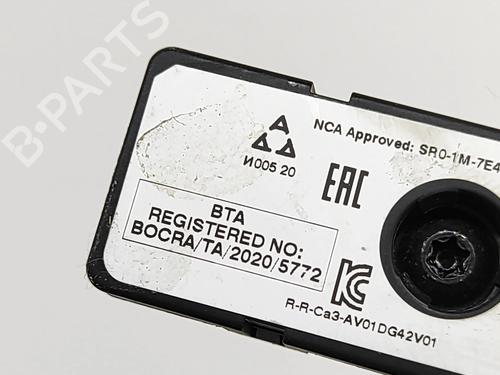 B-PARTS
NCA Approved: SR0-1M-7E4
И005 20
EAC
BTA
REGISTERED NO:
BOCRA/TA/2020/5772
R-R-Ca3-AV01DG42V01